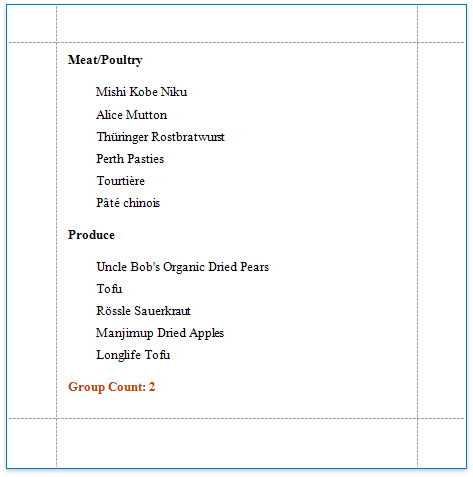 Meat/Poultry
Mishi Kobe Niku
Alice Mutton
Thüringer Rostbratwurst
Perth Pasties
Tourtière
Pâté chinois
Produce
Uncle Bob's Organic Dried Pears
Tofu
Rössle Sauerkraut
Manjimup Dried Apples
Longlife Tofu
Group Count: 2